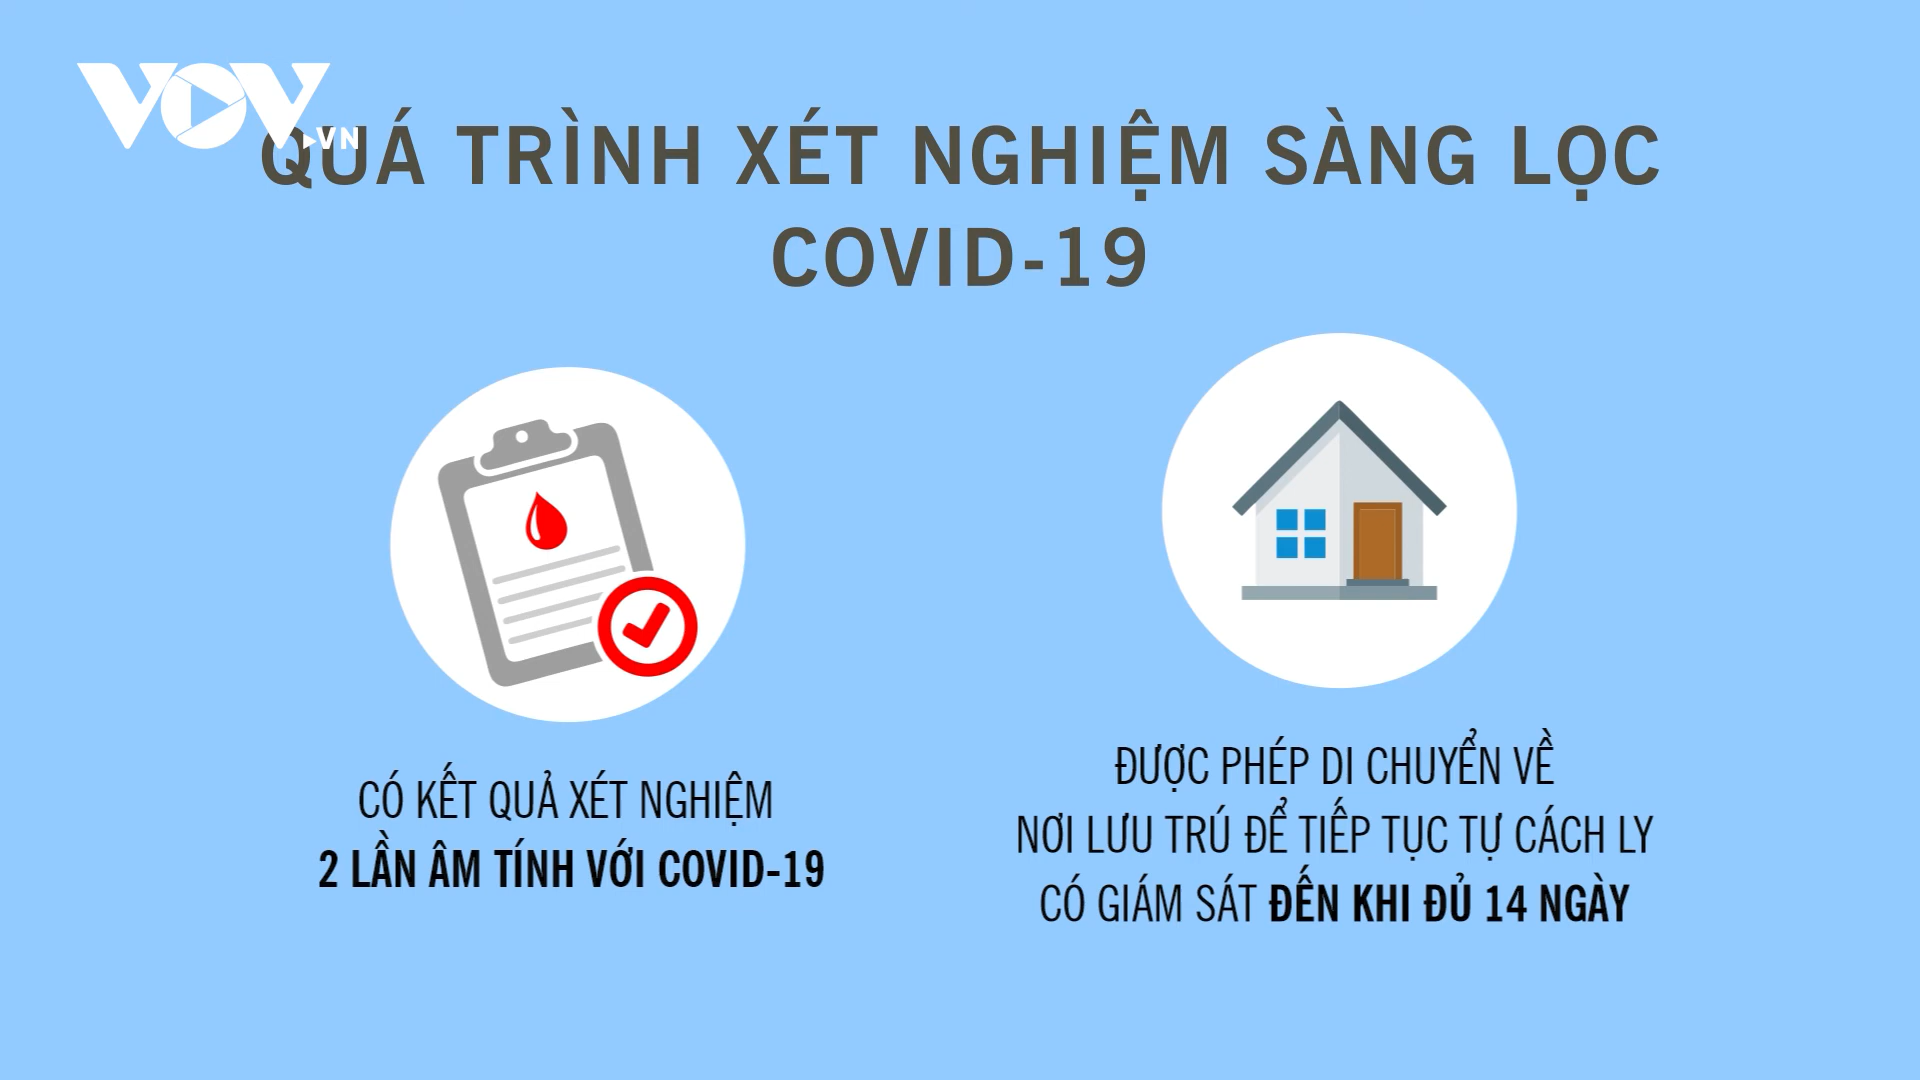 VOV.VN
QUÁ TRÌNH XÉT NGHIỆM SÀNG LỌC
COVID-19
CÓ KẾT QUẢ XÉT NGHIỆM
2 LẦN ÂM TÍNH VỚI COVID-19
ĐƯỢC PHÉP DI CHUYỂN VỀ
NƠI LƯU TRÚ ĐỂ TIẾP TỤC TỰ CÁCH LY
CÓ GIÁM SÁT ĐẾN KHI ĐỦ 14 NGÀY